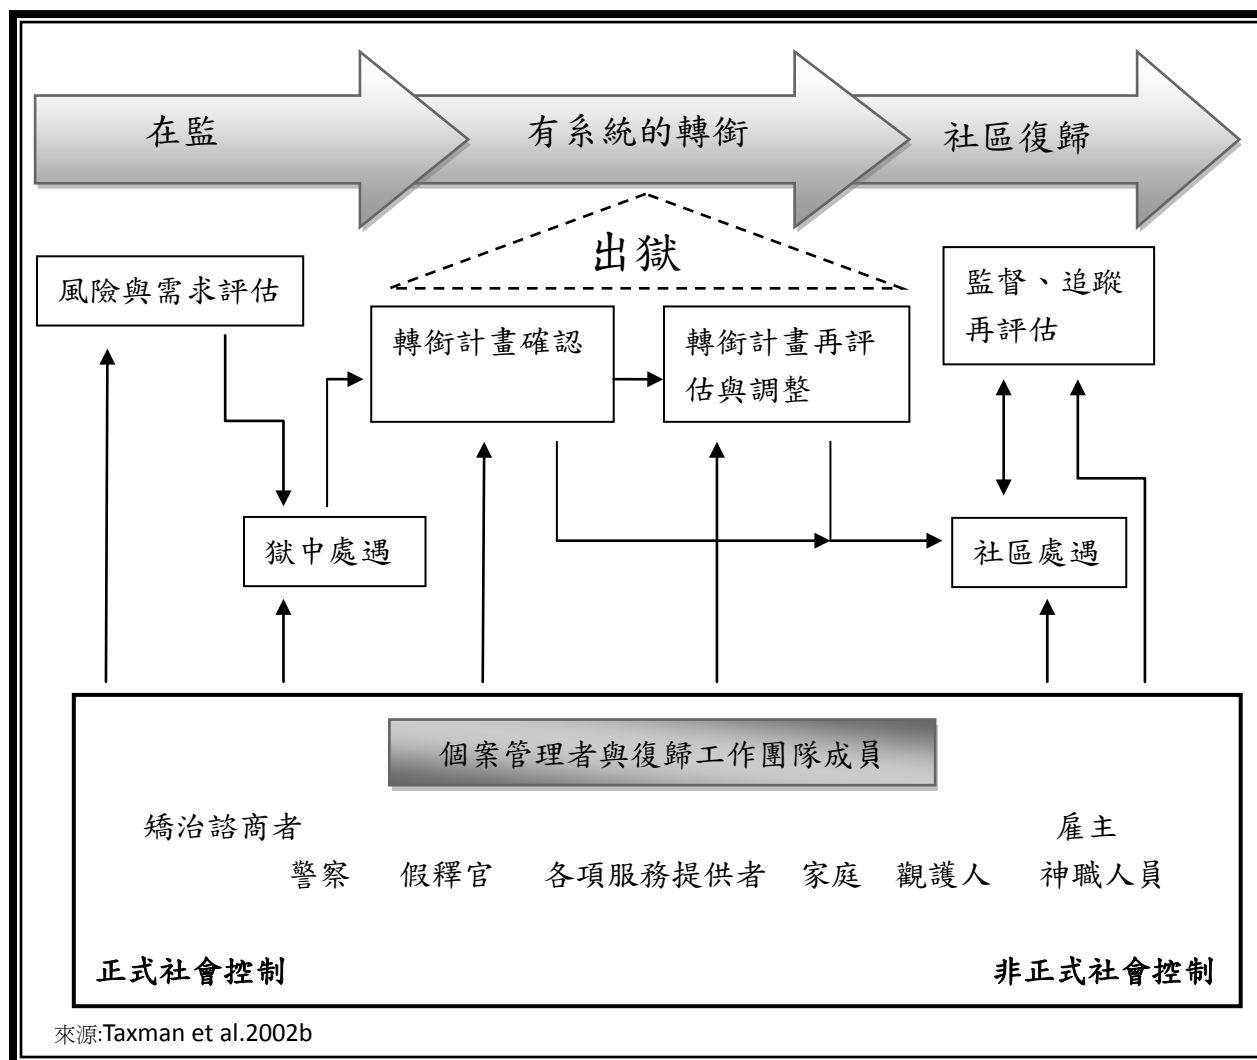 在監
有系統的轉銜
社區復歸
出獄
風險與需求評估
轉銜計畫確認
轉銜計畫再評
估與調整
監督、追蹤
再評估
獄中處遇
社區處遇
個案管理者與復歸工作團隊成員
矯治諮商者
雇主
警察 假釋官 各項服務提供者 家庭 觀護人 神職人員
正式社會控制
非正式社會控制
來源:Taxman et al.2002b